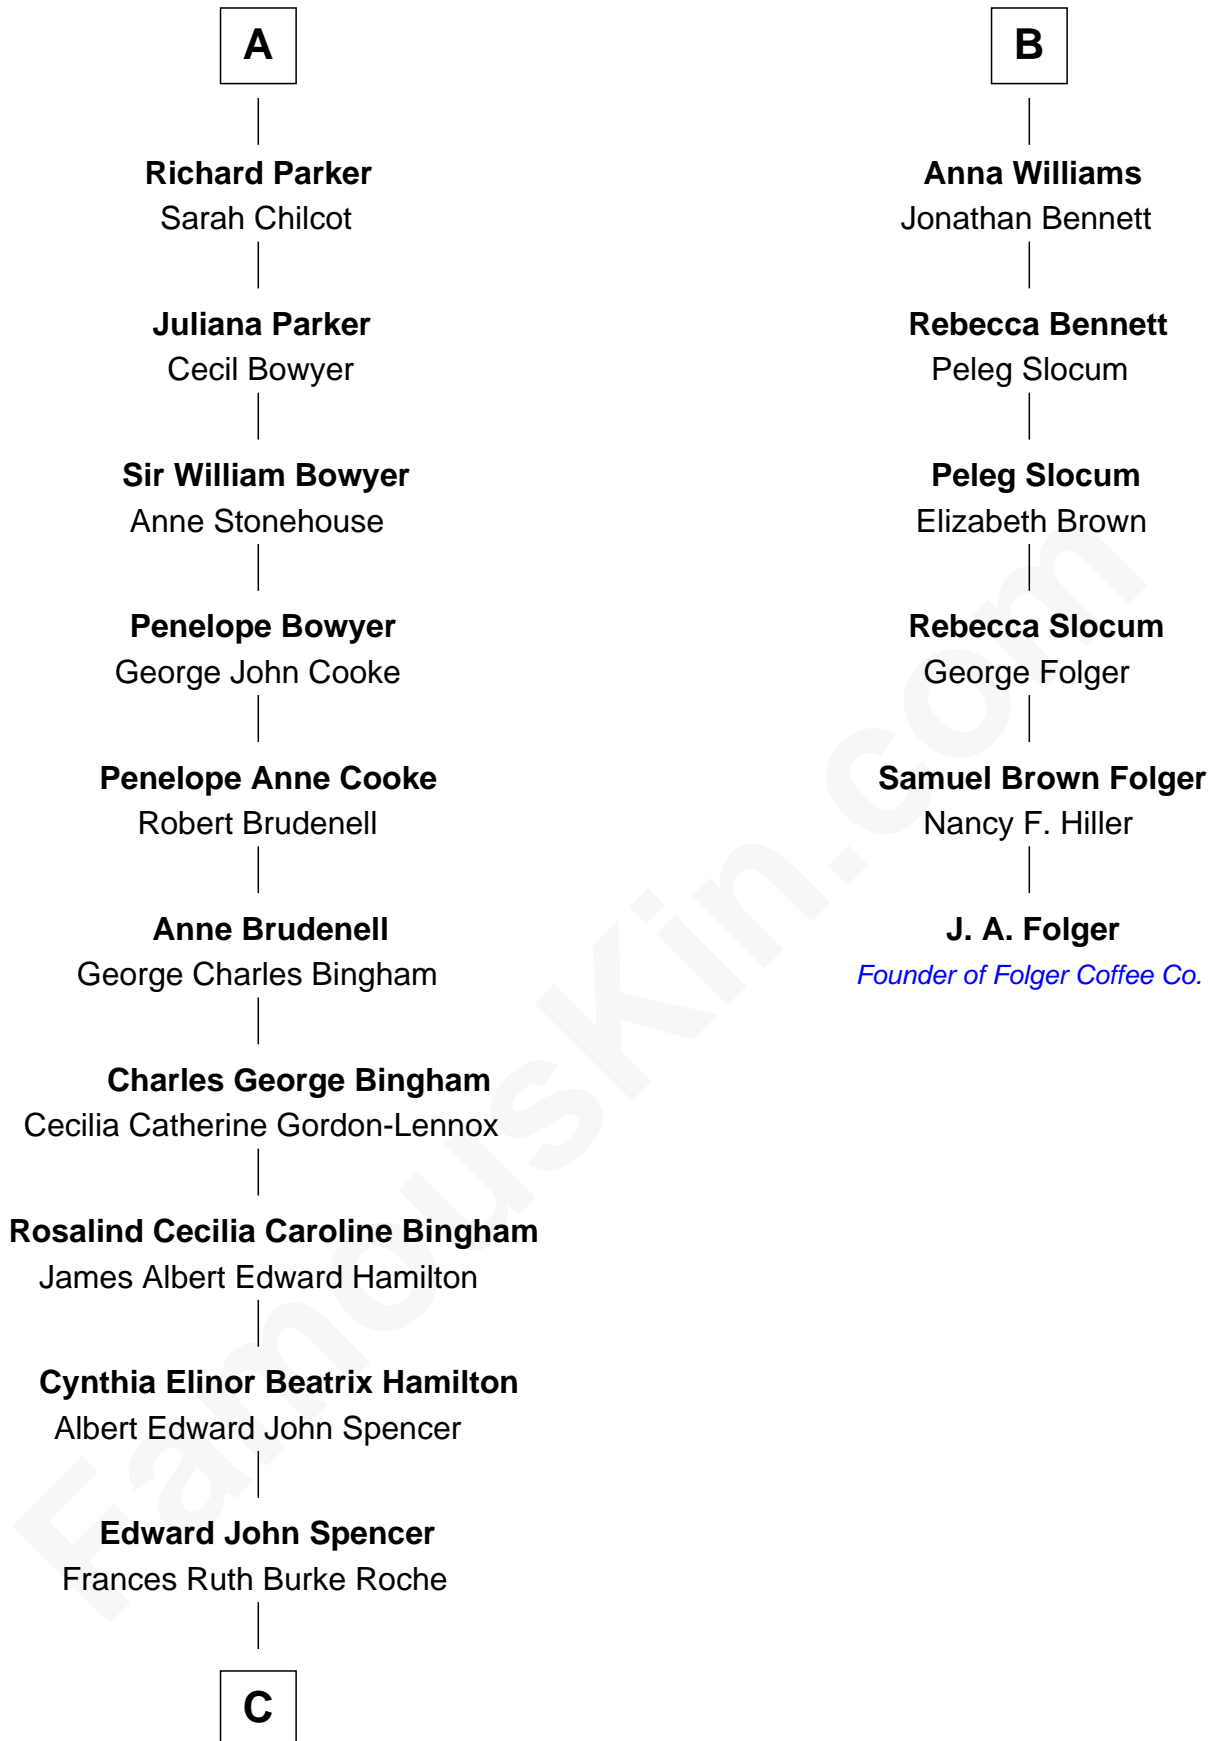 A
Richard Parker
Sarah Chilcot
Juliana Parker
Cecil Bowyer
Sir William Bowyer
Anne Stonehouse
Penelope Bowyer
George John Cooke
Penelope Anne Cooke
Robert Brudenell
Anne Brudenell
George Charles Bingham
Charles George Bingham
Cecilia Catherine Gordon-Lennox
Rosalind Cecilia Caroline Bingham
James Albert Edward Hamilton
Cynthia Elinor Beatrix Hamilton
Albert Edward John Spencer
Edward John Spencer
Frances Ruth Burke Roche
C
B
Anna Williams
Jonathan Bennett
Rebecca Bennett
Peleg Slocum
Peleg Slocum
Elizabeth Brown
Rebecca Slocum
George Folger
Samuel Brown Folger
Nancy F. Hiller
J. A. Folger
Founder of Folger Coffee Co.
FamousKin.com